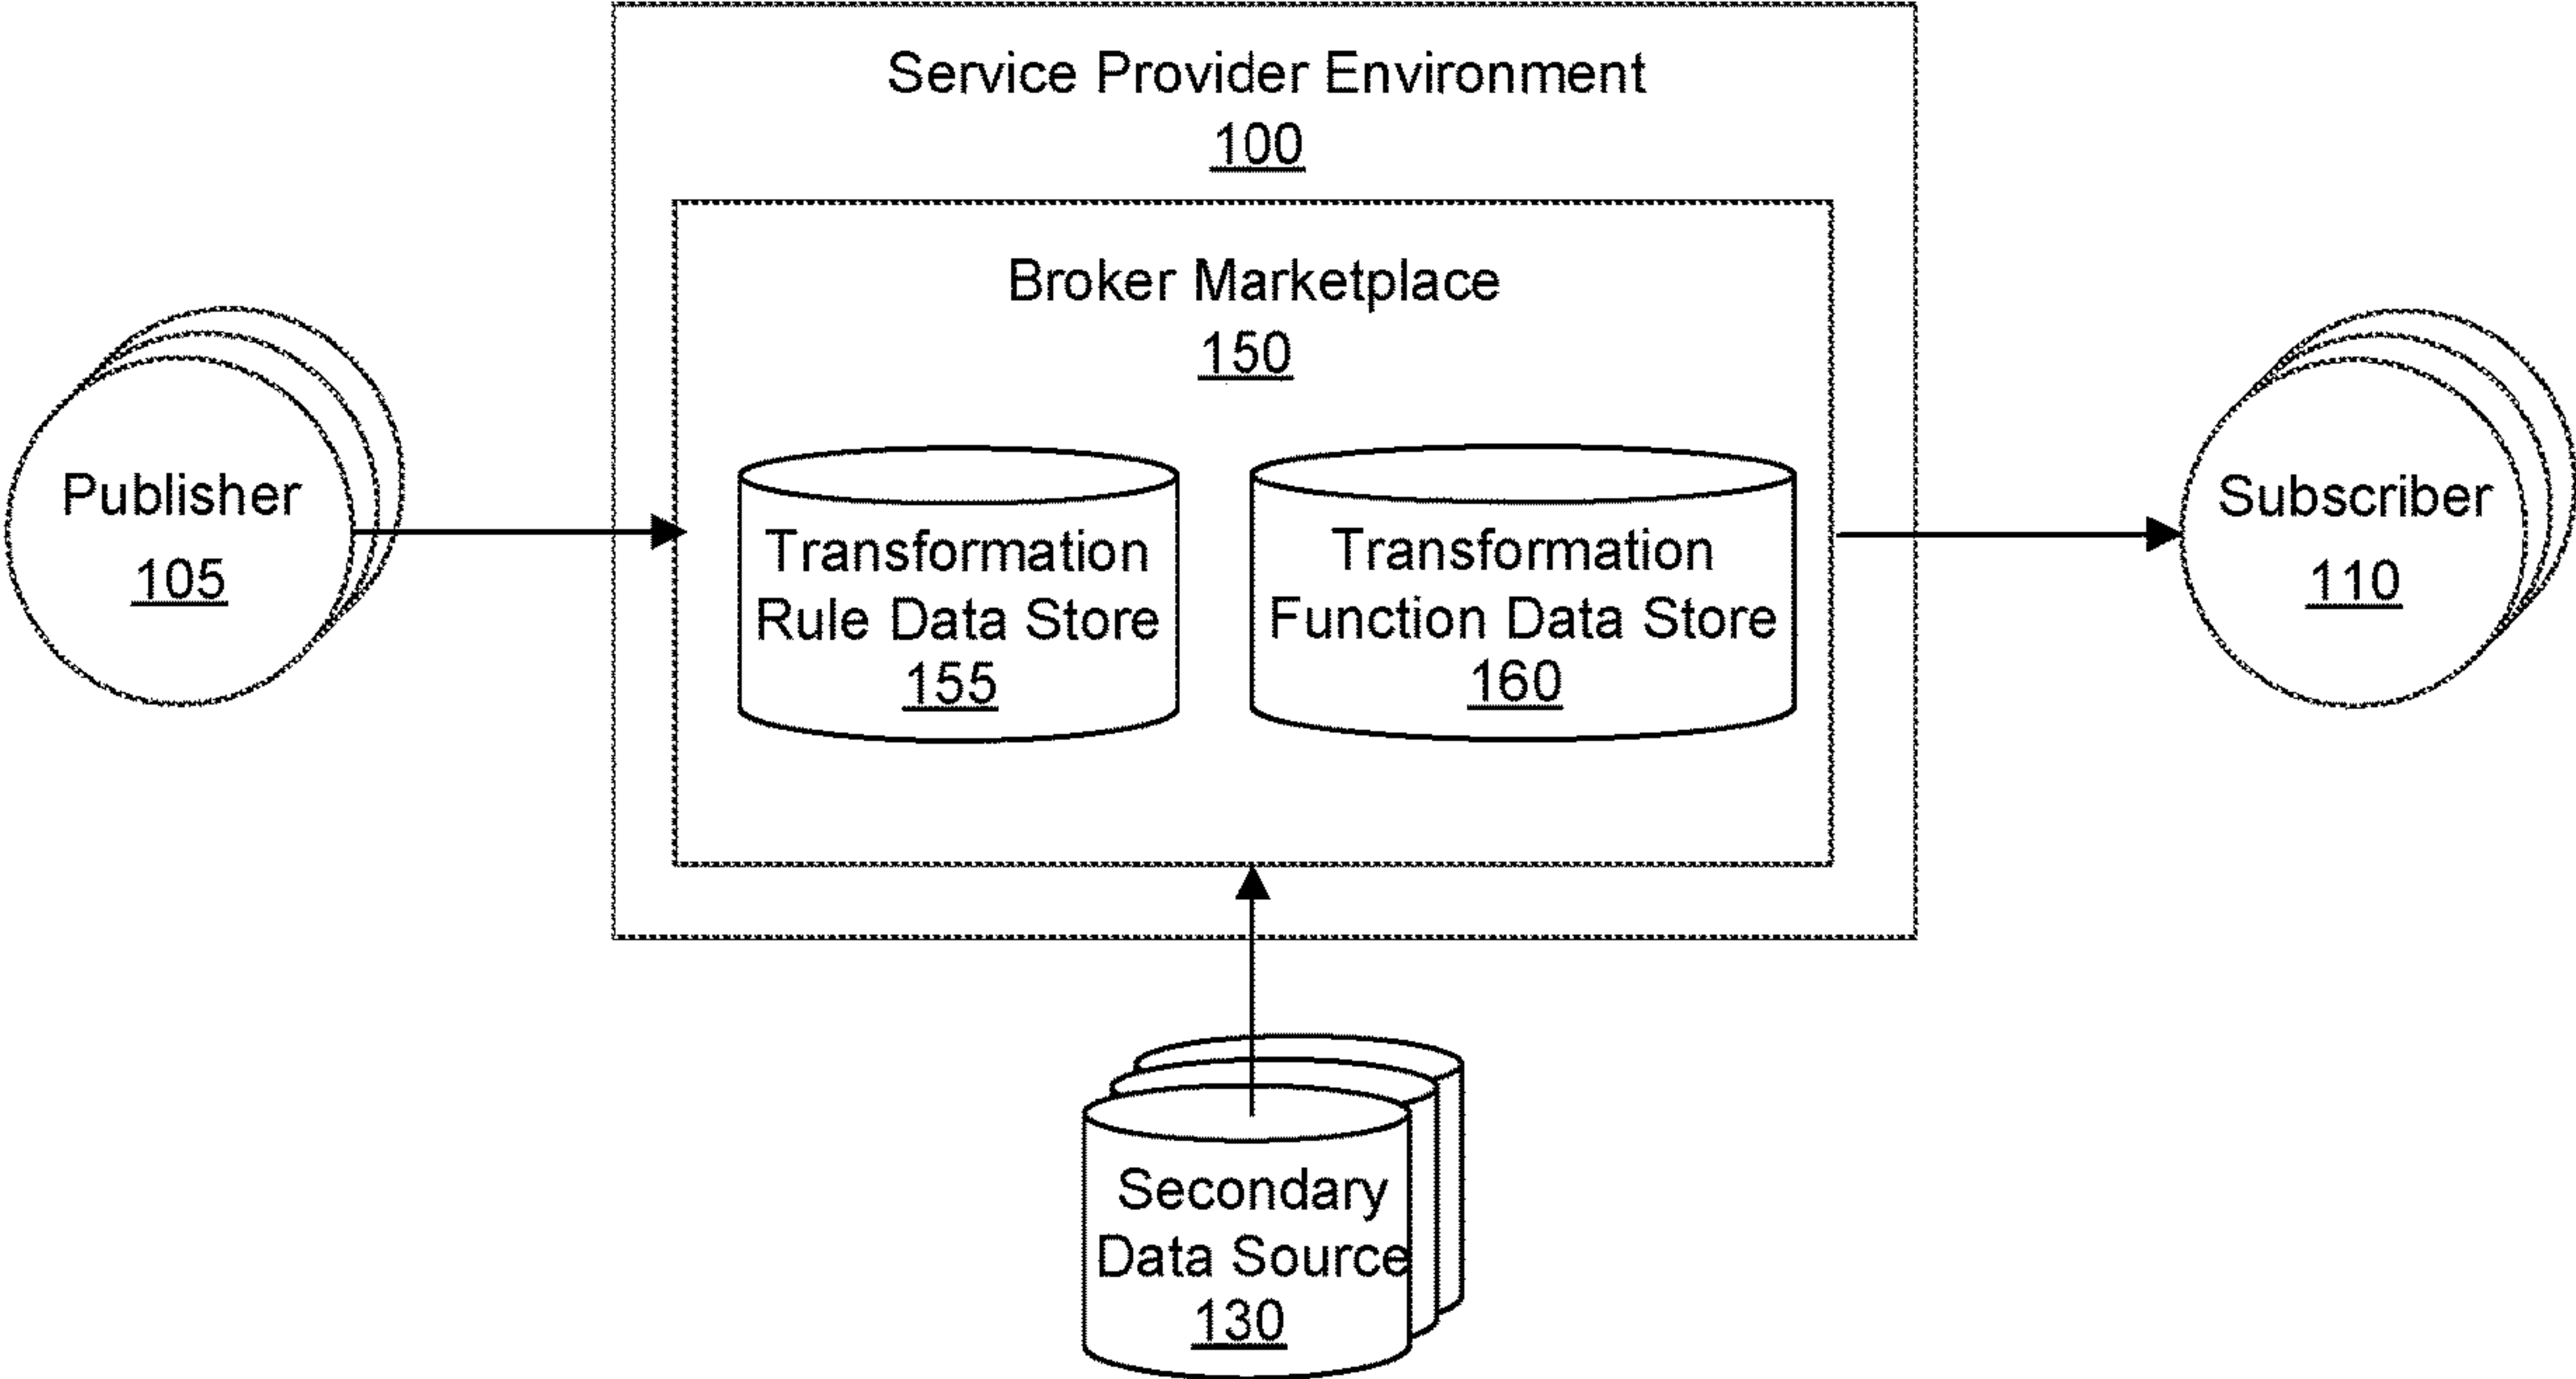 Service Provider Environment
100
Broker Marketplace
150
Publisher
105
Transformation
Rule Data Store
155
Transformation
Function Data Store
160
Subscriber
110
Secondary
Data Source
130